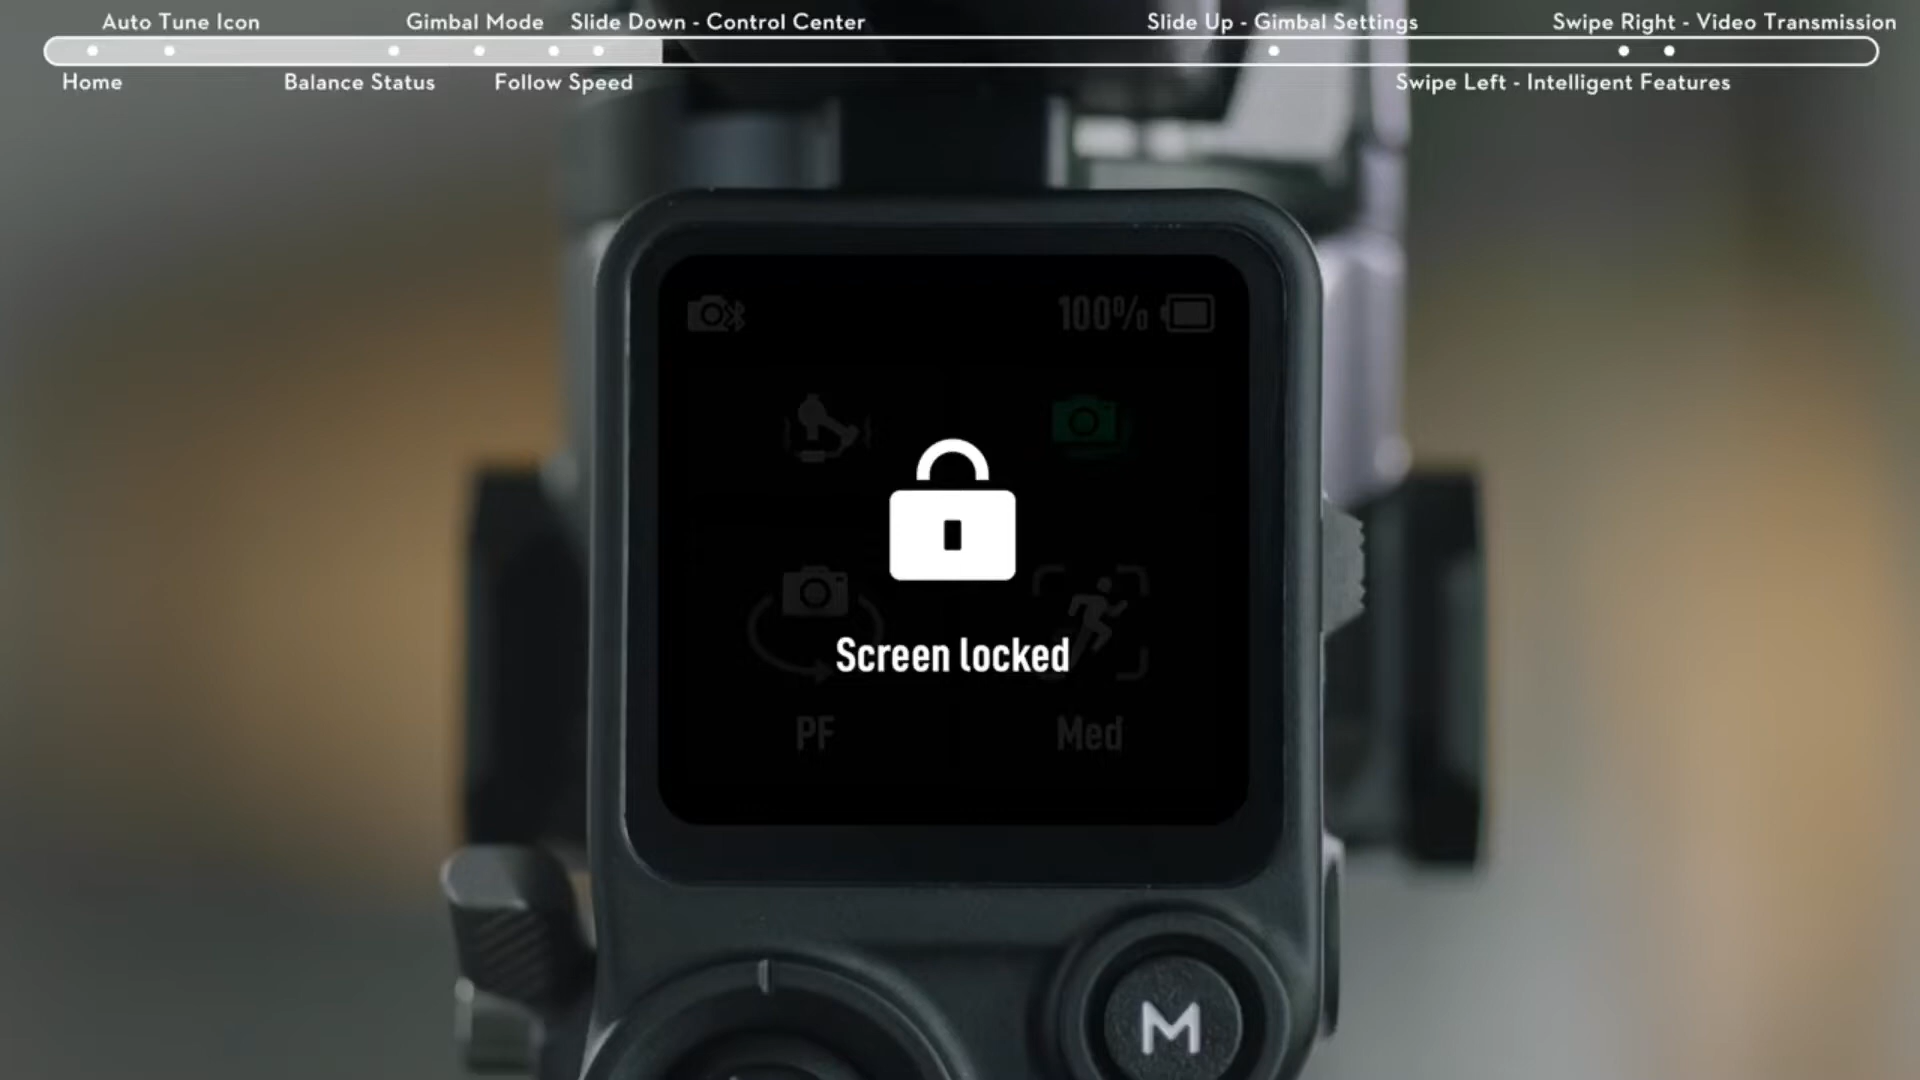 Auto Tune Icon
Gimbal Mode
Slide Down - Control Center
Slide Up - Gimbal Settings
Swipe Right - Video Transmission
Home
Balance Status
Follow Speed
Swipe Left - Intelligent Features
100%
Screen locked
PF
Med
M